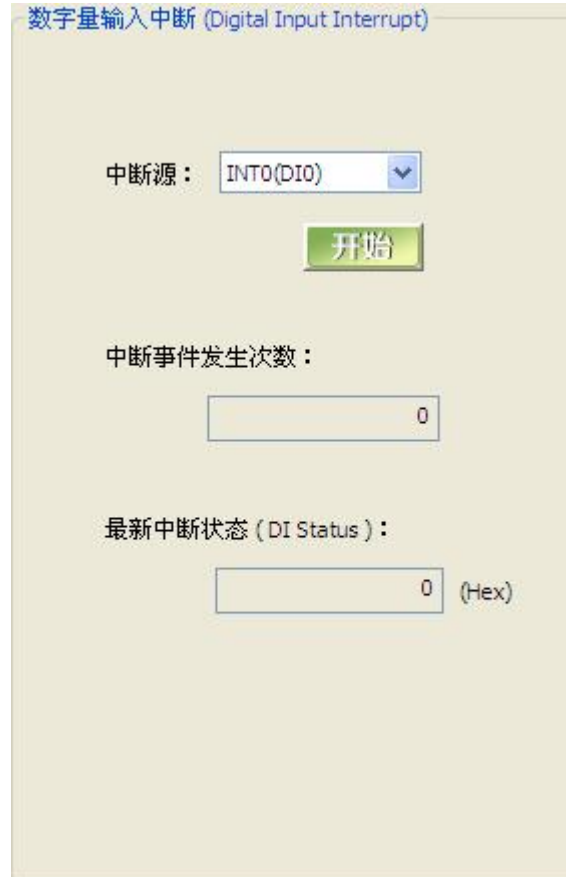 数字量输入中断 (Digital Input Interrupt)
中断源： INT0(DI0)
开始
中断事件发生次数：
0
最新中断状态 ( DI Status )：
0 (Hex)